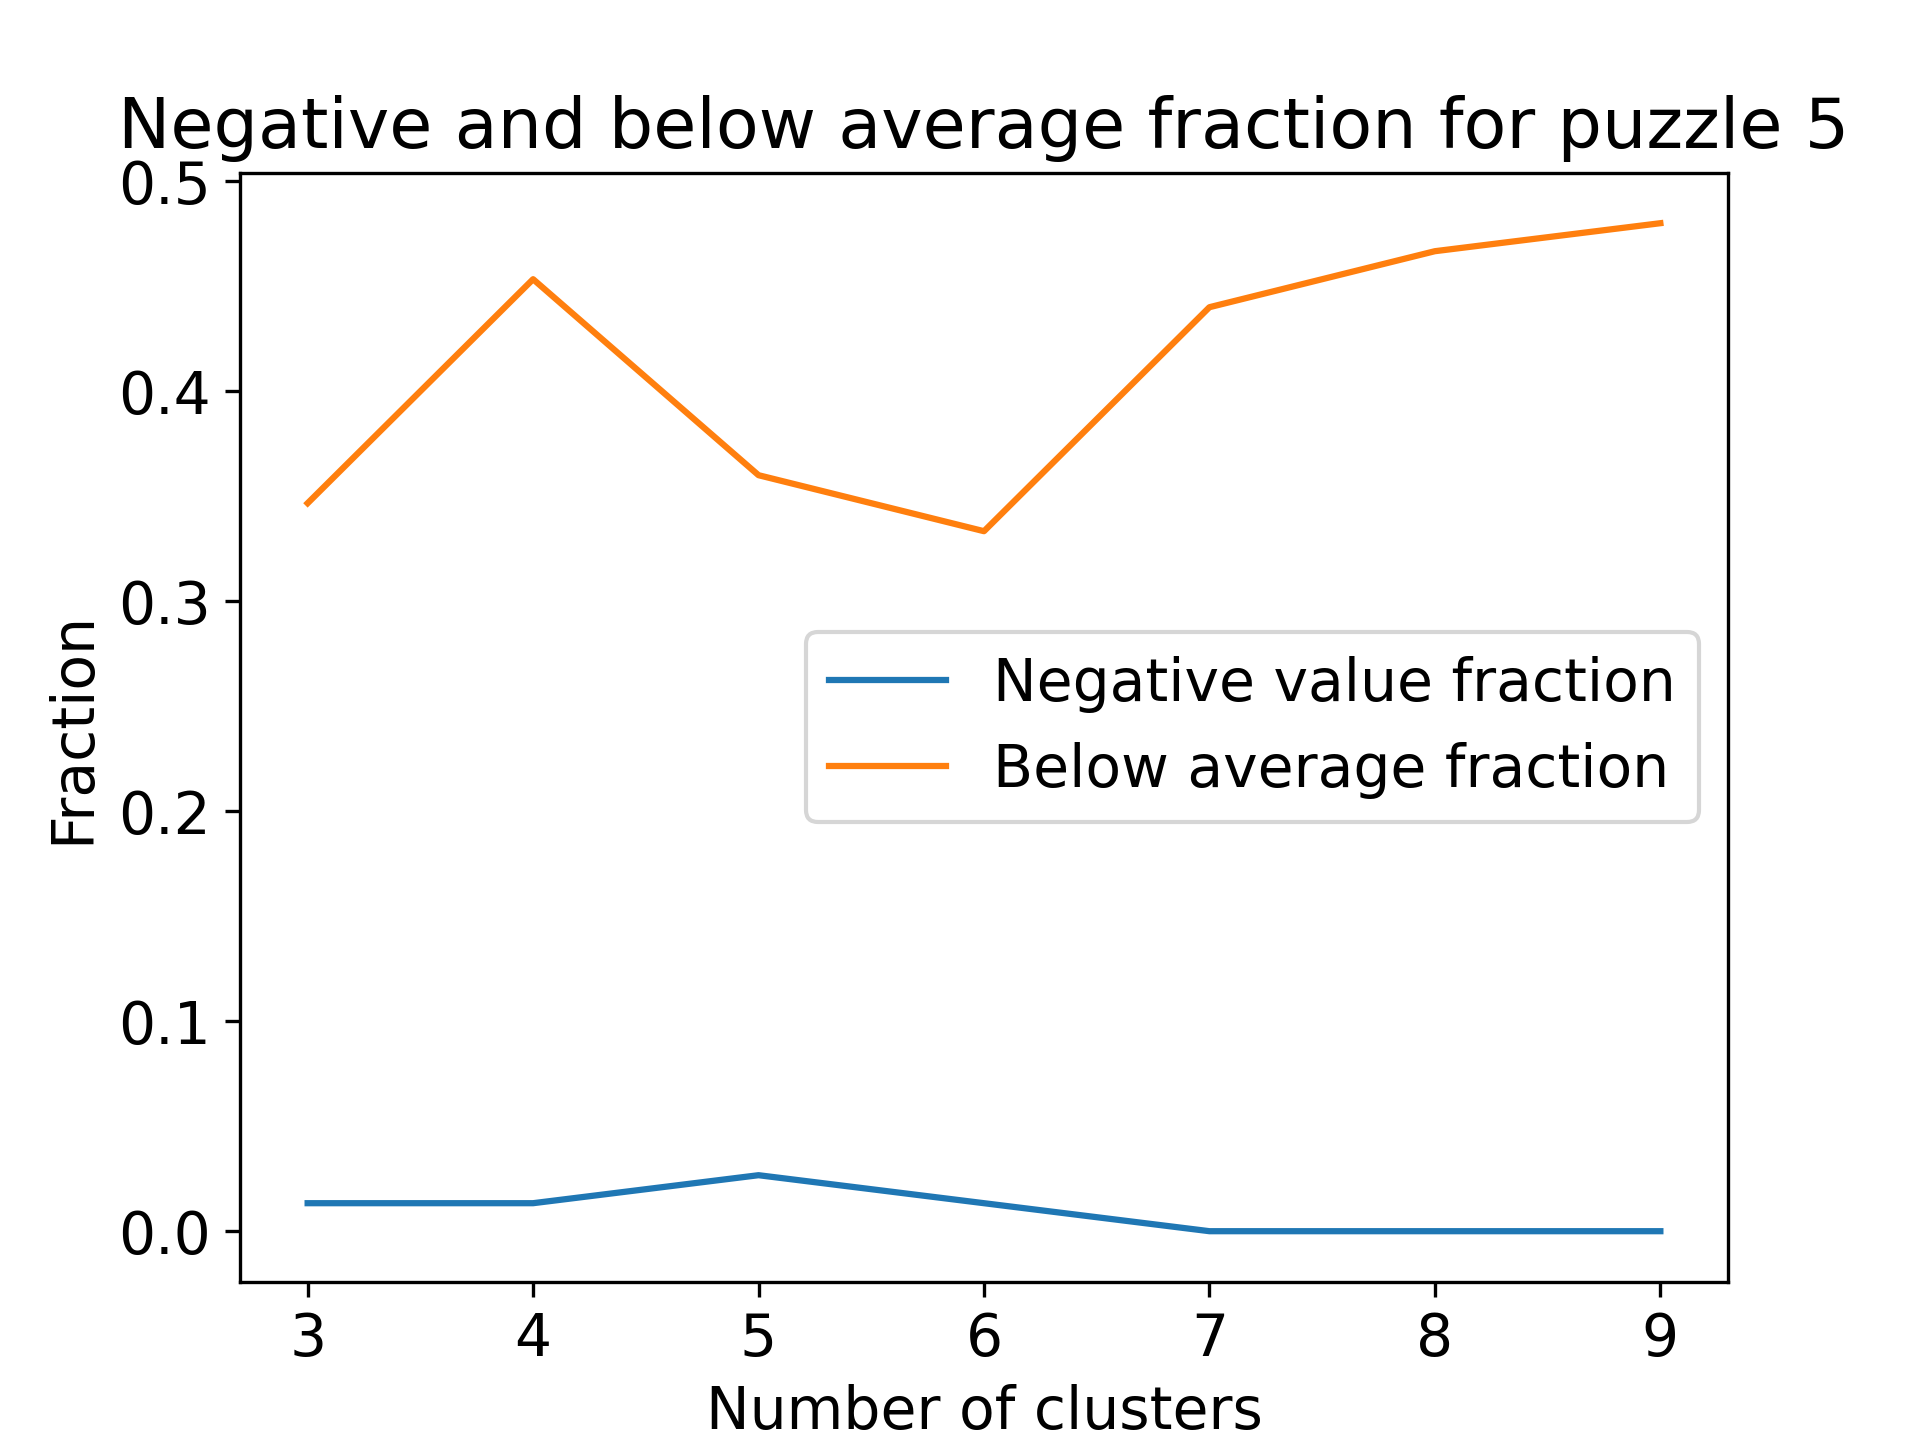 Negative and below average fraction for puzzle 5
0.5
0.4
0.3
0.2
0.1
0.0
Fraction
Negative value fraction
Below average fraction
3 4 5 6 7 8 9
Number of clusters